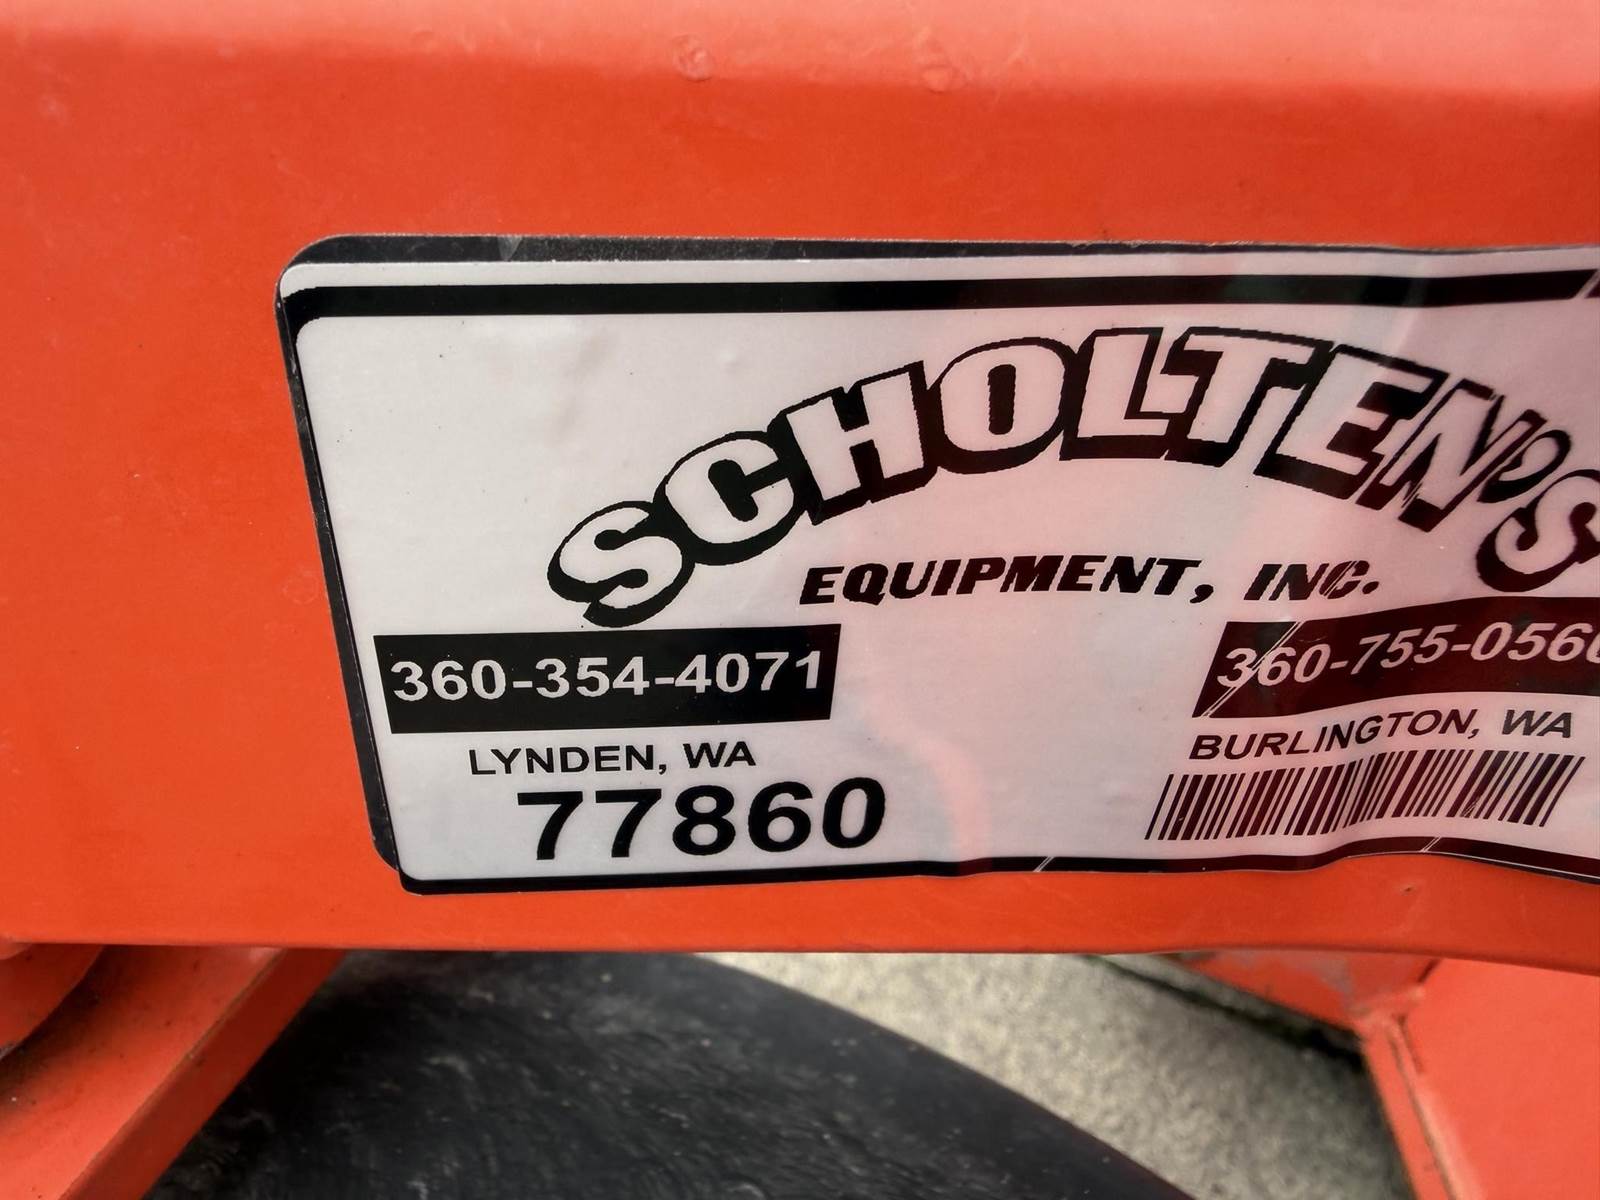 SCHOLTEN'S
EQUIPMENT, INC.
360-354-4071
LYNDEN, WA
77860
BURLINGTON, WA